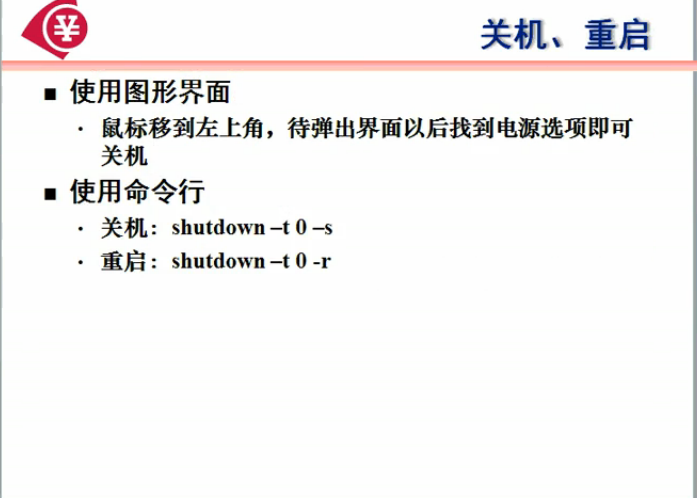 关机、重启
■ 使用图形界面
· 鼠标移到左上角，待弹出界面以后找到电源选项即可
关机
■ 使用命令行
· 关机：shutdown –t 0 –s
· 重启：shutdown –t 0 -r